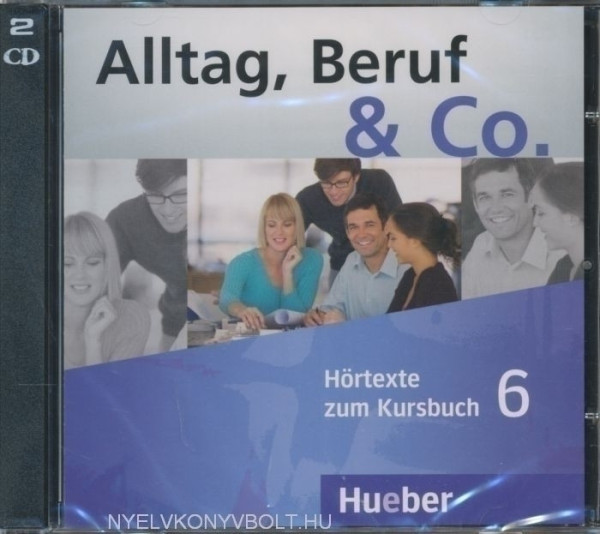 2
CD
Alltag, Beruf
& Co.
Hörtexte
zum Kursbuch 6
Hueber
NYELVKONYVBOLT.HU